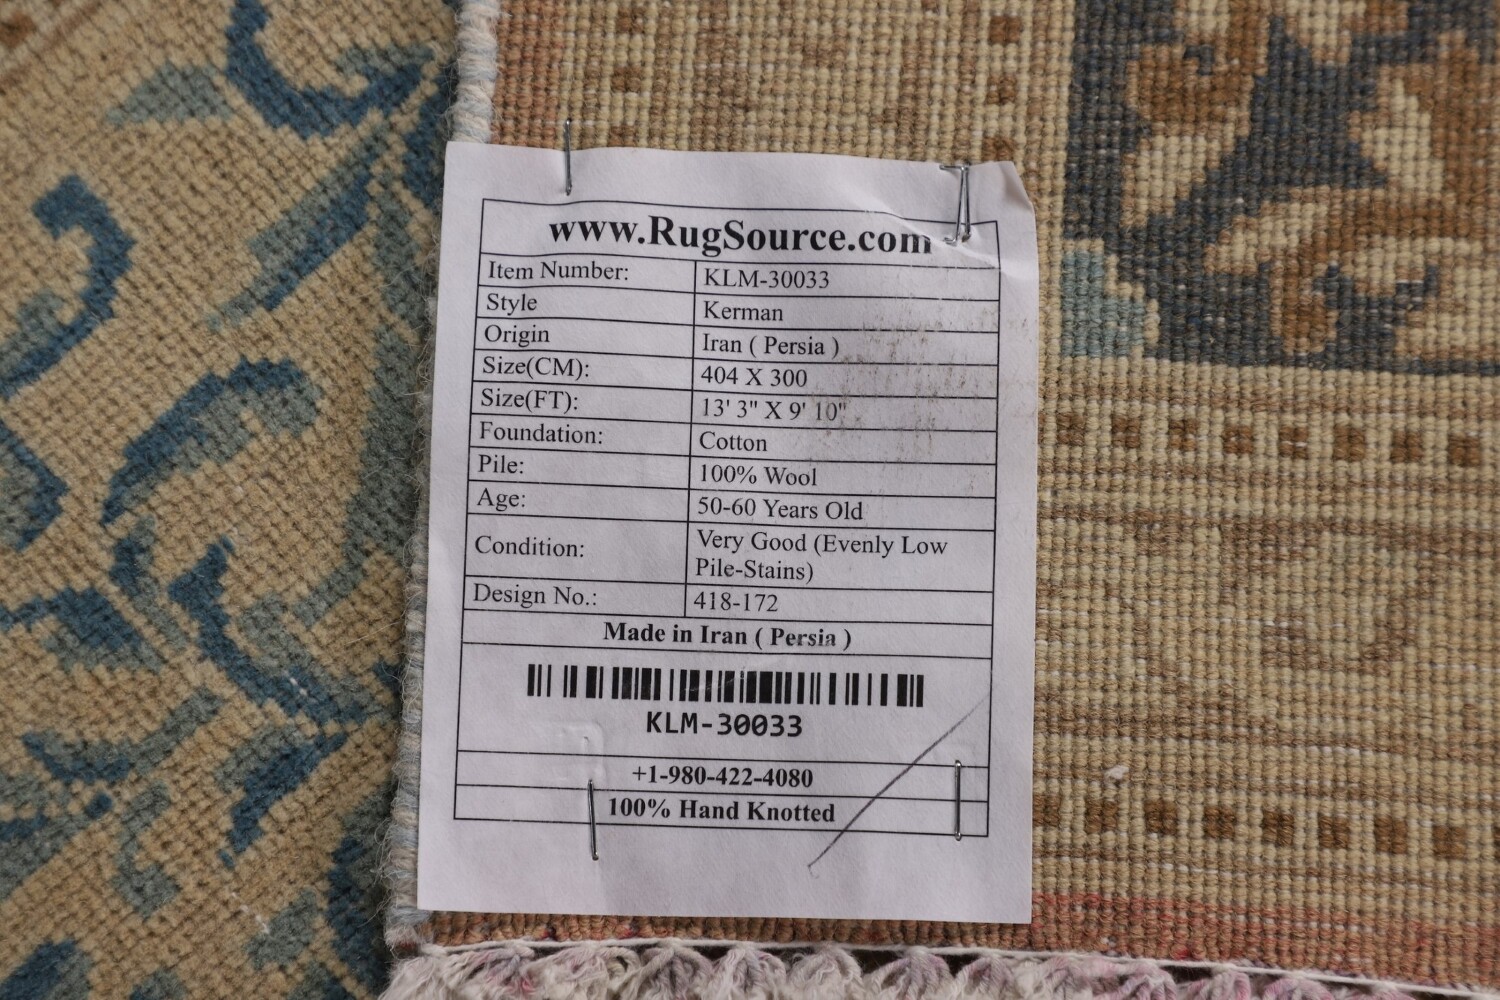 www.RugSource.com
Item Number: KLM-30033
Style Kerman
Origin Iran ( Persia )
Size(CM): 404 X 300
Size(FT): 13' 3" X 9' 10"
Foundation: Cotton
Pile: 100% Wool
Age: 50-60 Years Old
Condition: Very Good (Evenly Low
Pile-Stains)
Design No.: 418-172
Made in Iran ( Persia )
KLM-30033
+1-980-422-4080
100% Hand Knotted